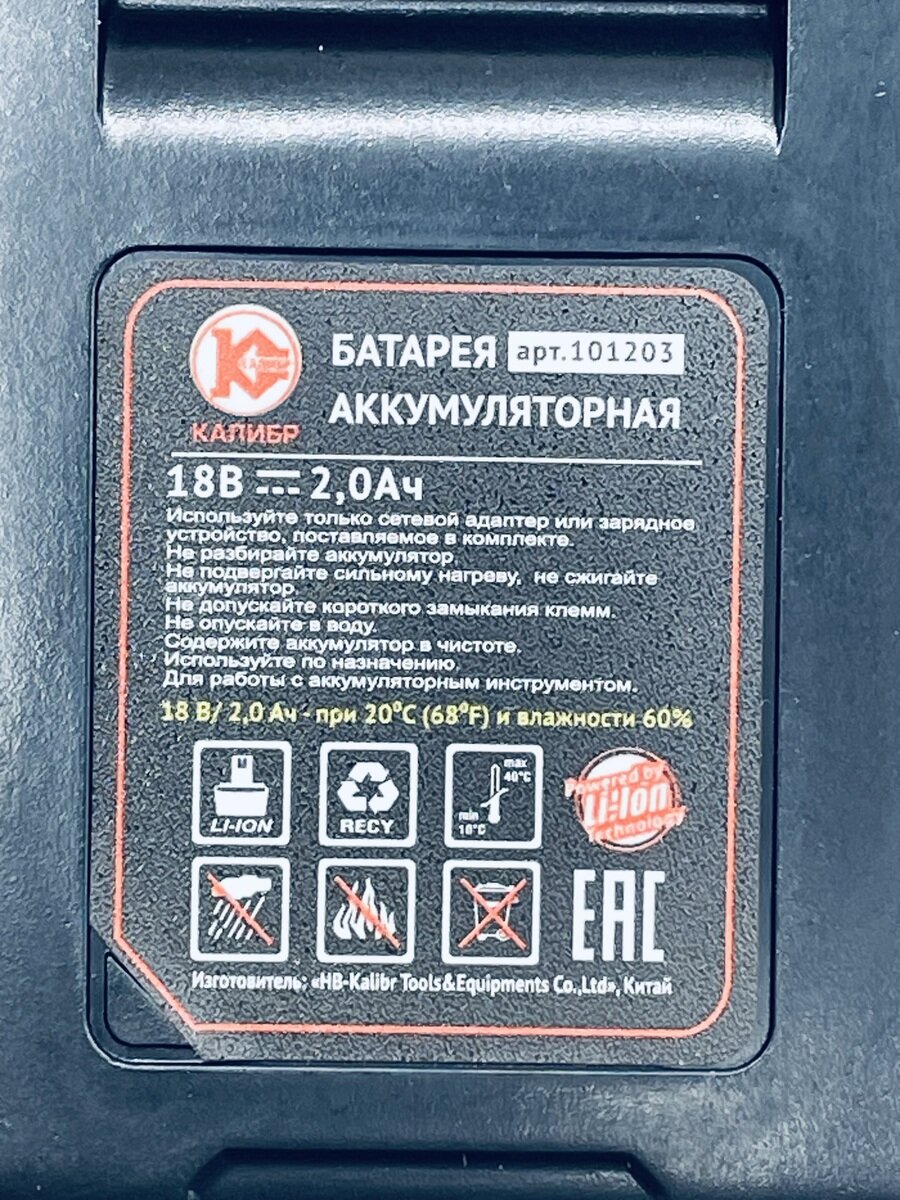 КАЛИБР
БАТАРЕЯ арт.101203
АККУМУЛЯТОРНАЯ
КАЛИБР
18В 2,0Ач
Используйте только сетевой адаптер или зарядное
устройство, поставляемое в комплекте.
Не разбирайте аккумулятор
Не подвергайте сильному нагреву, не сжигайте
аккумулятор.
Не допускайте короткого замыкания клемм.
Не опускайте в воду.
Содержите аккумулятор в чистоте.
Используйте по назначению
Для работы с аккумуляторным инструментом.
18 В/ 2,0 Ач - при 20°C (68°F) и влажности 60%
LI-ION
RECY
max
40°C
min
10°C
Powered by
Li-Ion
Technology
EAC
Изготовитель: «HB-Kalibr Tools&Equipments Co.,Ltd», Китай